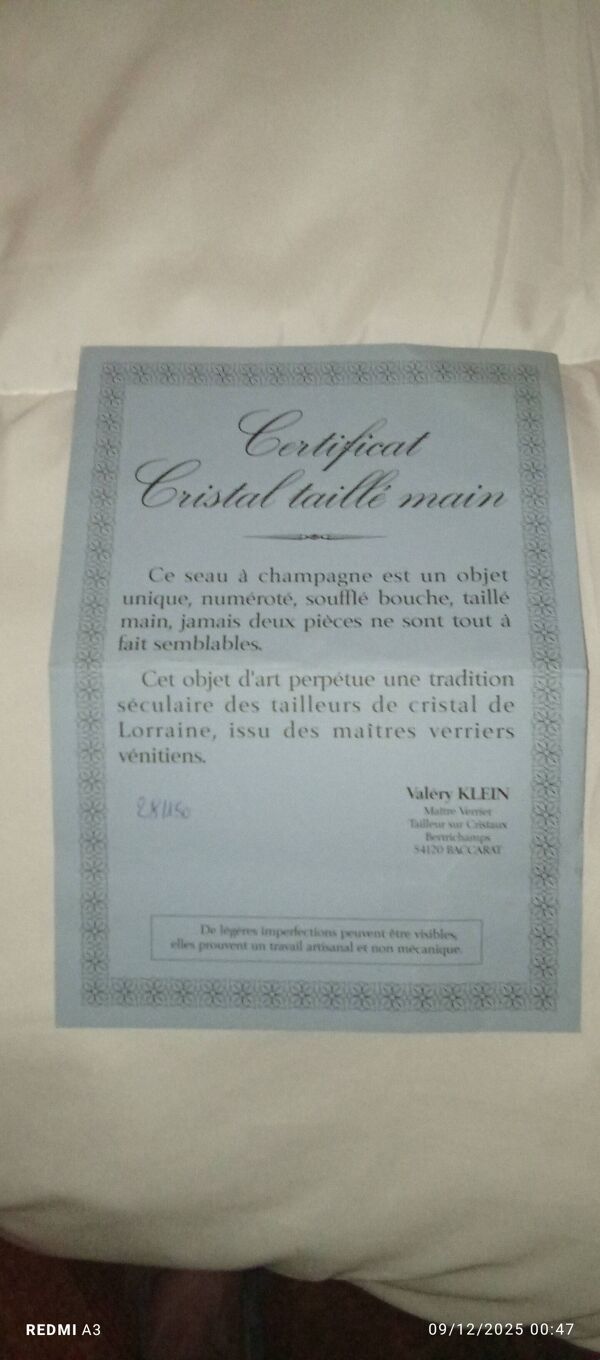 Certificat
Cristal taillé main
Ce seau à champagne est un objet
unique, numéroté, soufflé bouche, taillé
main, jamais deux pièces ne sont tout à
fait semblables.
Cet objet d'art perpétue une tradition
séculaire des tailleurs de cristal de
Lorraine, issu des maîtres verriers
vénitiens.
Valéry KLEIN
Maître Verrier
Tailleur sur Cristaux
Bertrichamps
54120 BACCARAT
De légères imperfections peuvent être visibles,
elles prouvent un travail artisanal et non mécanique.
REDMI A3
09/12/2025 00:47